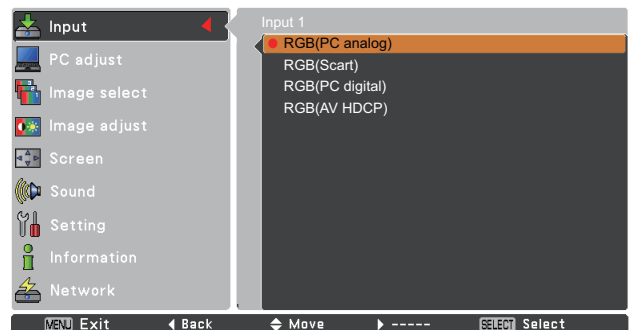 Input
PC adjust
Image select
Image adjust
Screen
Sound
Setting
Information
Network
Input 1
RGB(PC analog)
RGB(Scart)
RGB(PC digital)
RGB(AV HDCP)
MENU Exit Back Move ----- SELECT Select